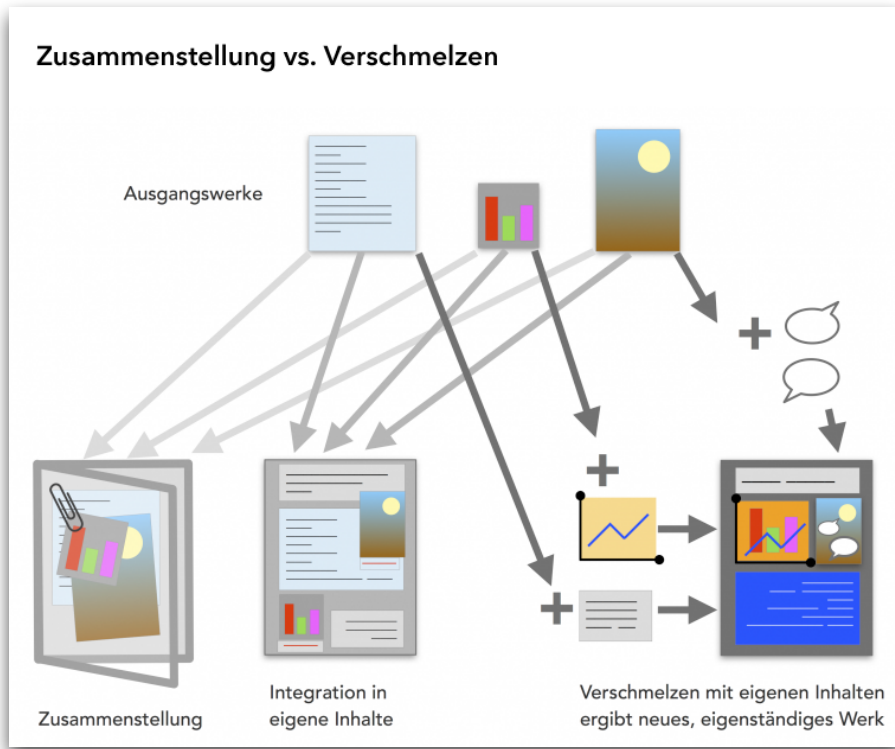 Zusammenstellung vs. Verschmelzen
Ausgangswerke
Zusammenstellung
Integration in
eigene Inhalte
Verschmelzen mit eigenen Inhalten
ergibt neues, eigenständiges Werk